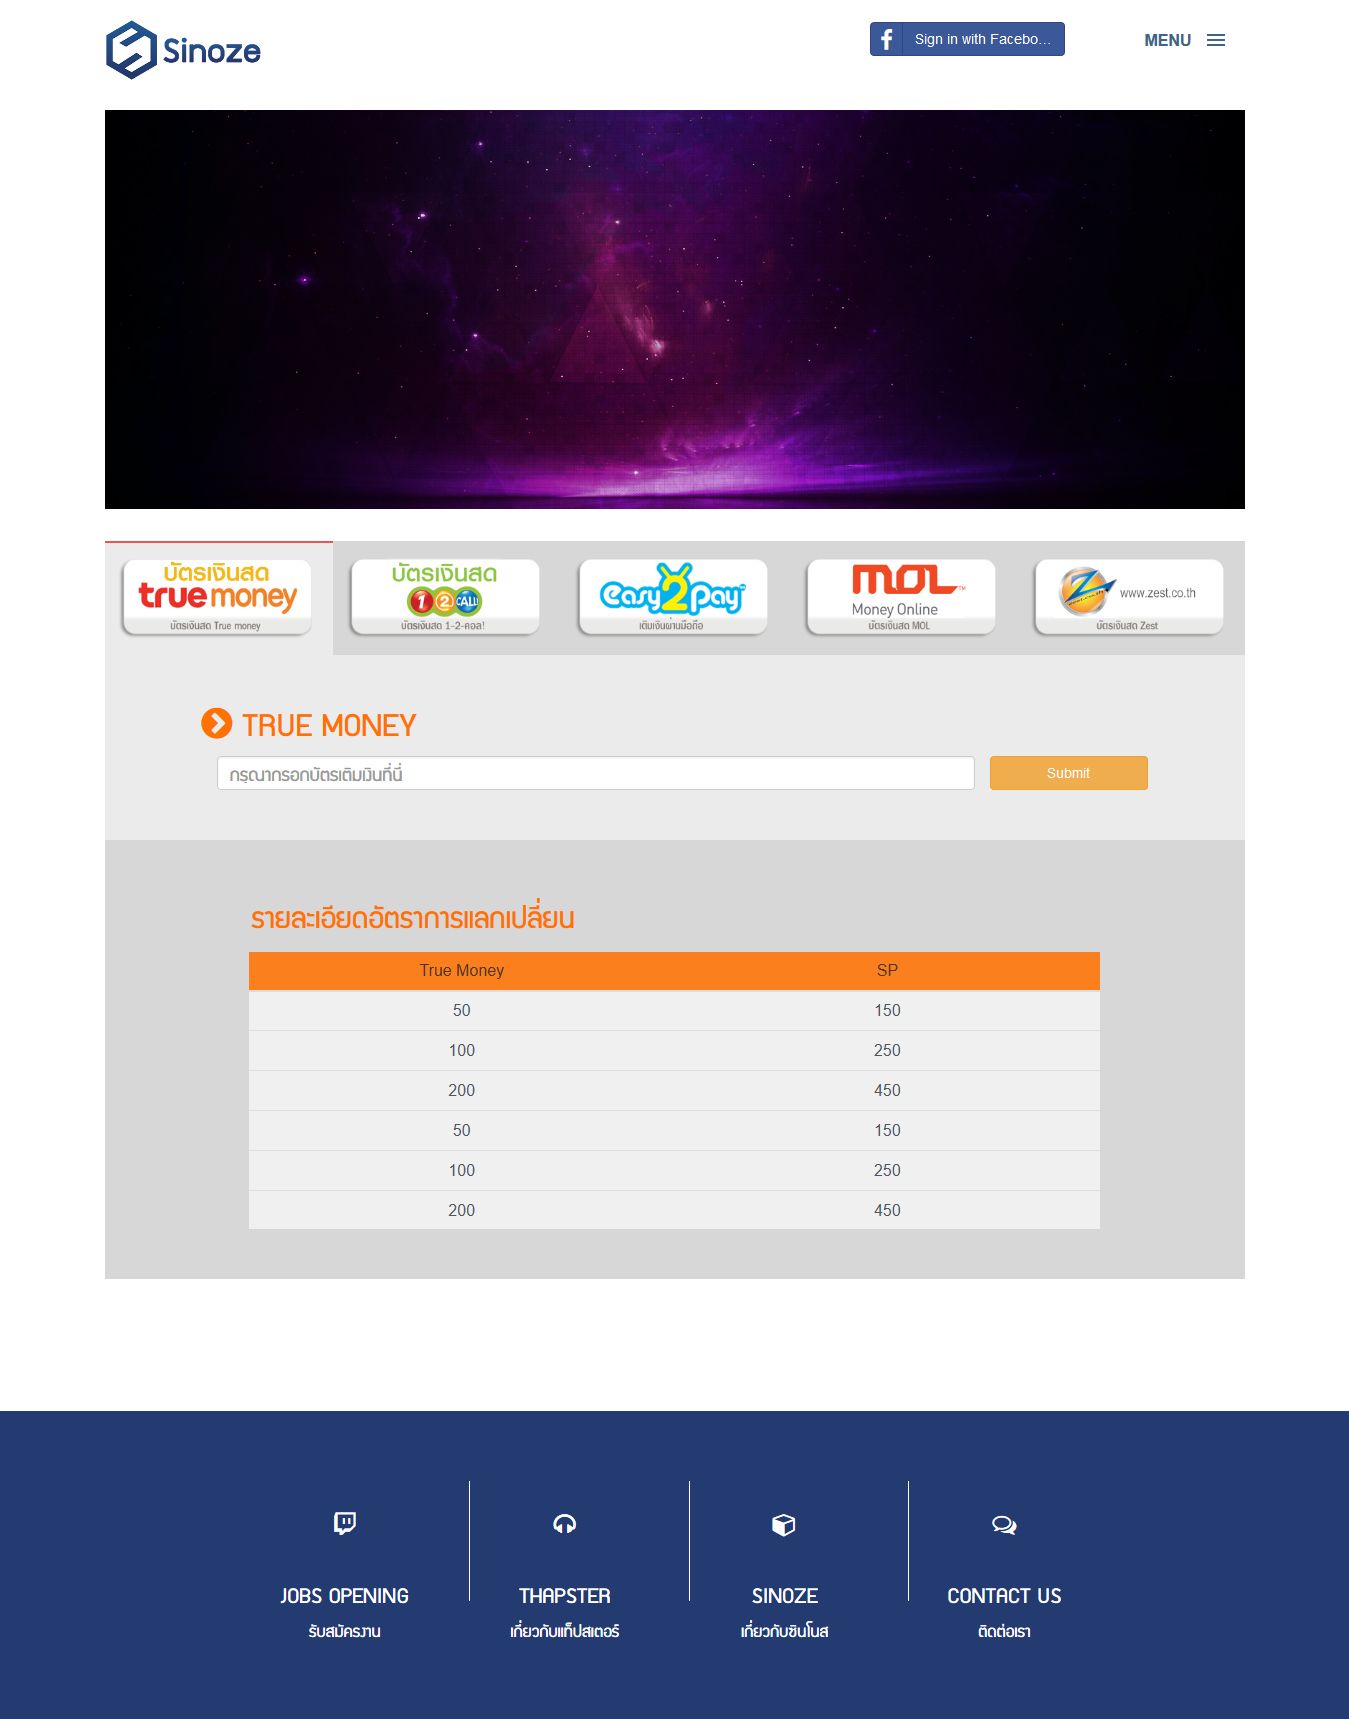 Sinoze
Sign in with Facebo...
MENU
บัตรเงินสด
truemoney
บัตรเงินสด True money
บัตรเงินสด
12CALL!
บัตรเงินสด 1-2-คอล!
Easy2Pay
เติมเงินผ่านมือถือ
MOL™
Money Online
บัตรเงินสด MOL
Z www.zest.co.th
บัตรเงินสด Zest
TRUE MONEY
กรุณากรอกบัตรเติมเงินที่นี่
Submit
รายละเอียดอัตราการแลกเปลี่ยน
True Money SP
50 150
100 250
200 450
50 150
100 250
200 450
JOBS OPENING
รับสมัครงาน
THAPSTER
เกี่ยวกับแท็ปสเตอร์
SINOZE
เกี่ยวกับซินโนส
CONTACT US
ติดต่อเรา